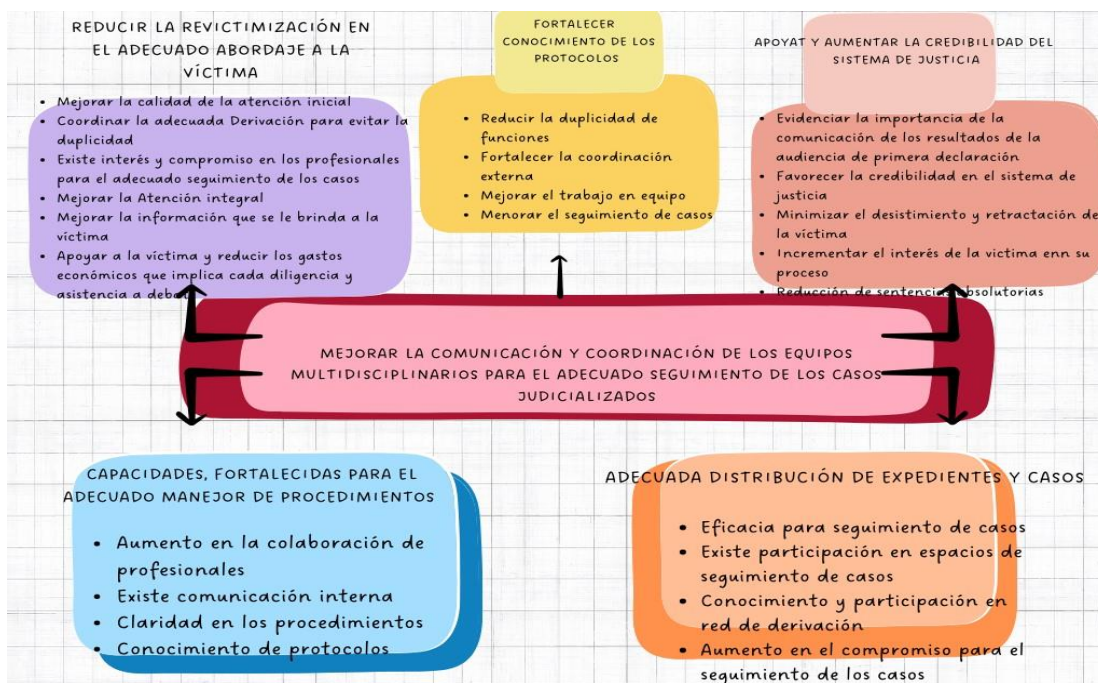 REDUCIR LA REVICTIMIZACIÓN EN
EL ADECUADO ABORDAJE A LA
VÍCTIMA
• Mejorar la calidad de la atención inicial
• Coordinar la adecuada Derivación para evitar la
duplicidad
• Existe interés y compromiso en los profesionales
para el adecuado seguimiento de los casos
• Mejorar la Atención integral
• Mejorar la información que se le brinda a la
víctima
• Apoyar a la víctima y reducir los gastos
económicos que implica cada diligencia y
asistencia a
FORTALECER
CONOCIMIENTO DE LOS
PROTOCOLOS
• Reducir la duplicidad de
funciones
• Fortalecer la coordinación
externa
• Mejorar el trabajo en equipo
• Menorar el seguimiento de casos
APOYAT Y AUMENTAR LA CREDIBILIDAD DEL
SISTEMA DE JUSTICIA
• Evidenciar la importancia de la
comunicación de los resultados de la
audiencia de primera declaración
• Favorecer la credibilidad en el sistema de
justicia
• Minimizar el desistimiento y retractación de
la víctima
• Incrementar el interés de la victima enn su
proceso
• Reducción de sentencias absolutorias
MEJORAR LA COMUNICACIÓN Y COORDINACIÓN DE LOS EQUIPOS
MULTIDISCIPLINARIOS PARA EL ADECUADO SEGUIMIENTO DE LOS CASOS
JUDICIALIZADOS
CAPACIDADES, FORTALECIDAS PARA EL
ADECUADO MANEJOR DE PROCEDIMIENTOS
• Aumento en la colaboración de
profesionales
• Existe comunicación interna
• Claridad en los procedimientos
• Conocimiento de protocolos
ADECUADA DISTRIBUCIÓN DE EXPEDIENTES Y CASOS
• Eficacia para seguimiento de casos
• Existe participación en espacios de
seguimiento de casos
• Conocimiento y participación en
red de derivación
• Aumento en el compromiso para el
seguimiento de los casos